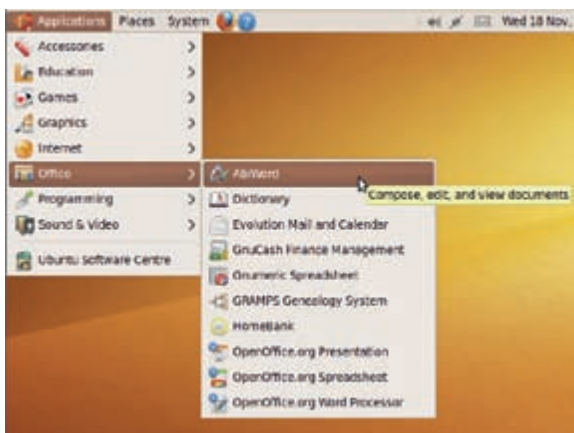 Applications Places System Wed 18 Nov,
Accessories
Education
Games
Graphics
Internet
Office
Programming
Sound & Video
Ubuntu Software Centre
AbiWord
Compose, edit, and view documents
Dictionary
Evolution Mail and Calendar
GnuCash Finance Management
Gnumeric Spreadsheet
GRAMPS Genealogy System
HomeBank
OpenOffice.org Presentation
OpenOffice.org Spreadsheet
OpenOffice.org Word Processor